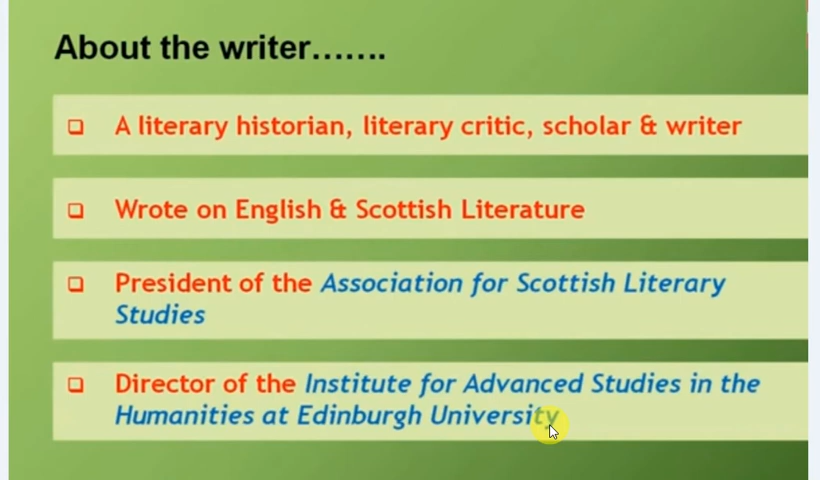 About the writer…….
❑ A literary historian, literary critic, scholar & writer
❑ Wrote on English & Scottish Literature
❑ President of the Association for Scottish Literary
Studies
❑ Director of the Institute for Advanced Studies in the
Humanities at Edinburgh University